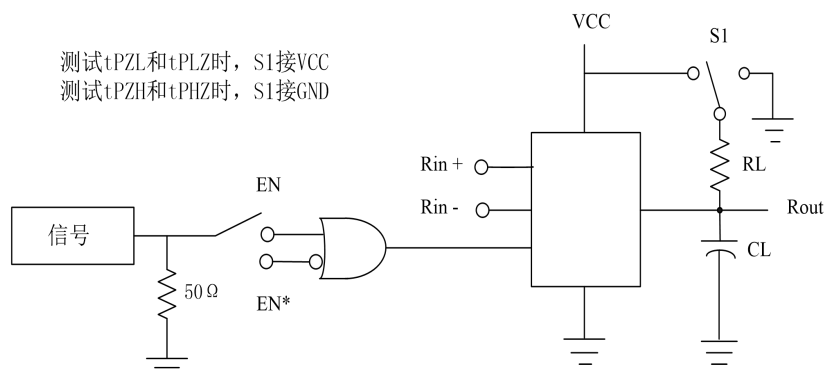 VCC
S1
测试tPZL和tPLZ时, S1接VCC
测试tPZH和tPHZ时, S1接GND
Rin +
RL
EN
Rin -
Rout
信号
CL
50Ω
EN*